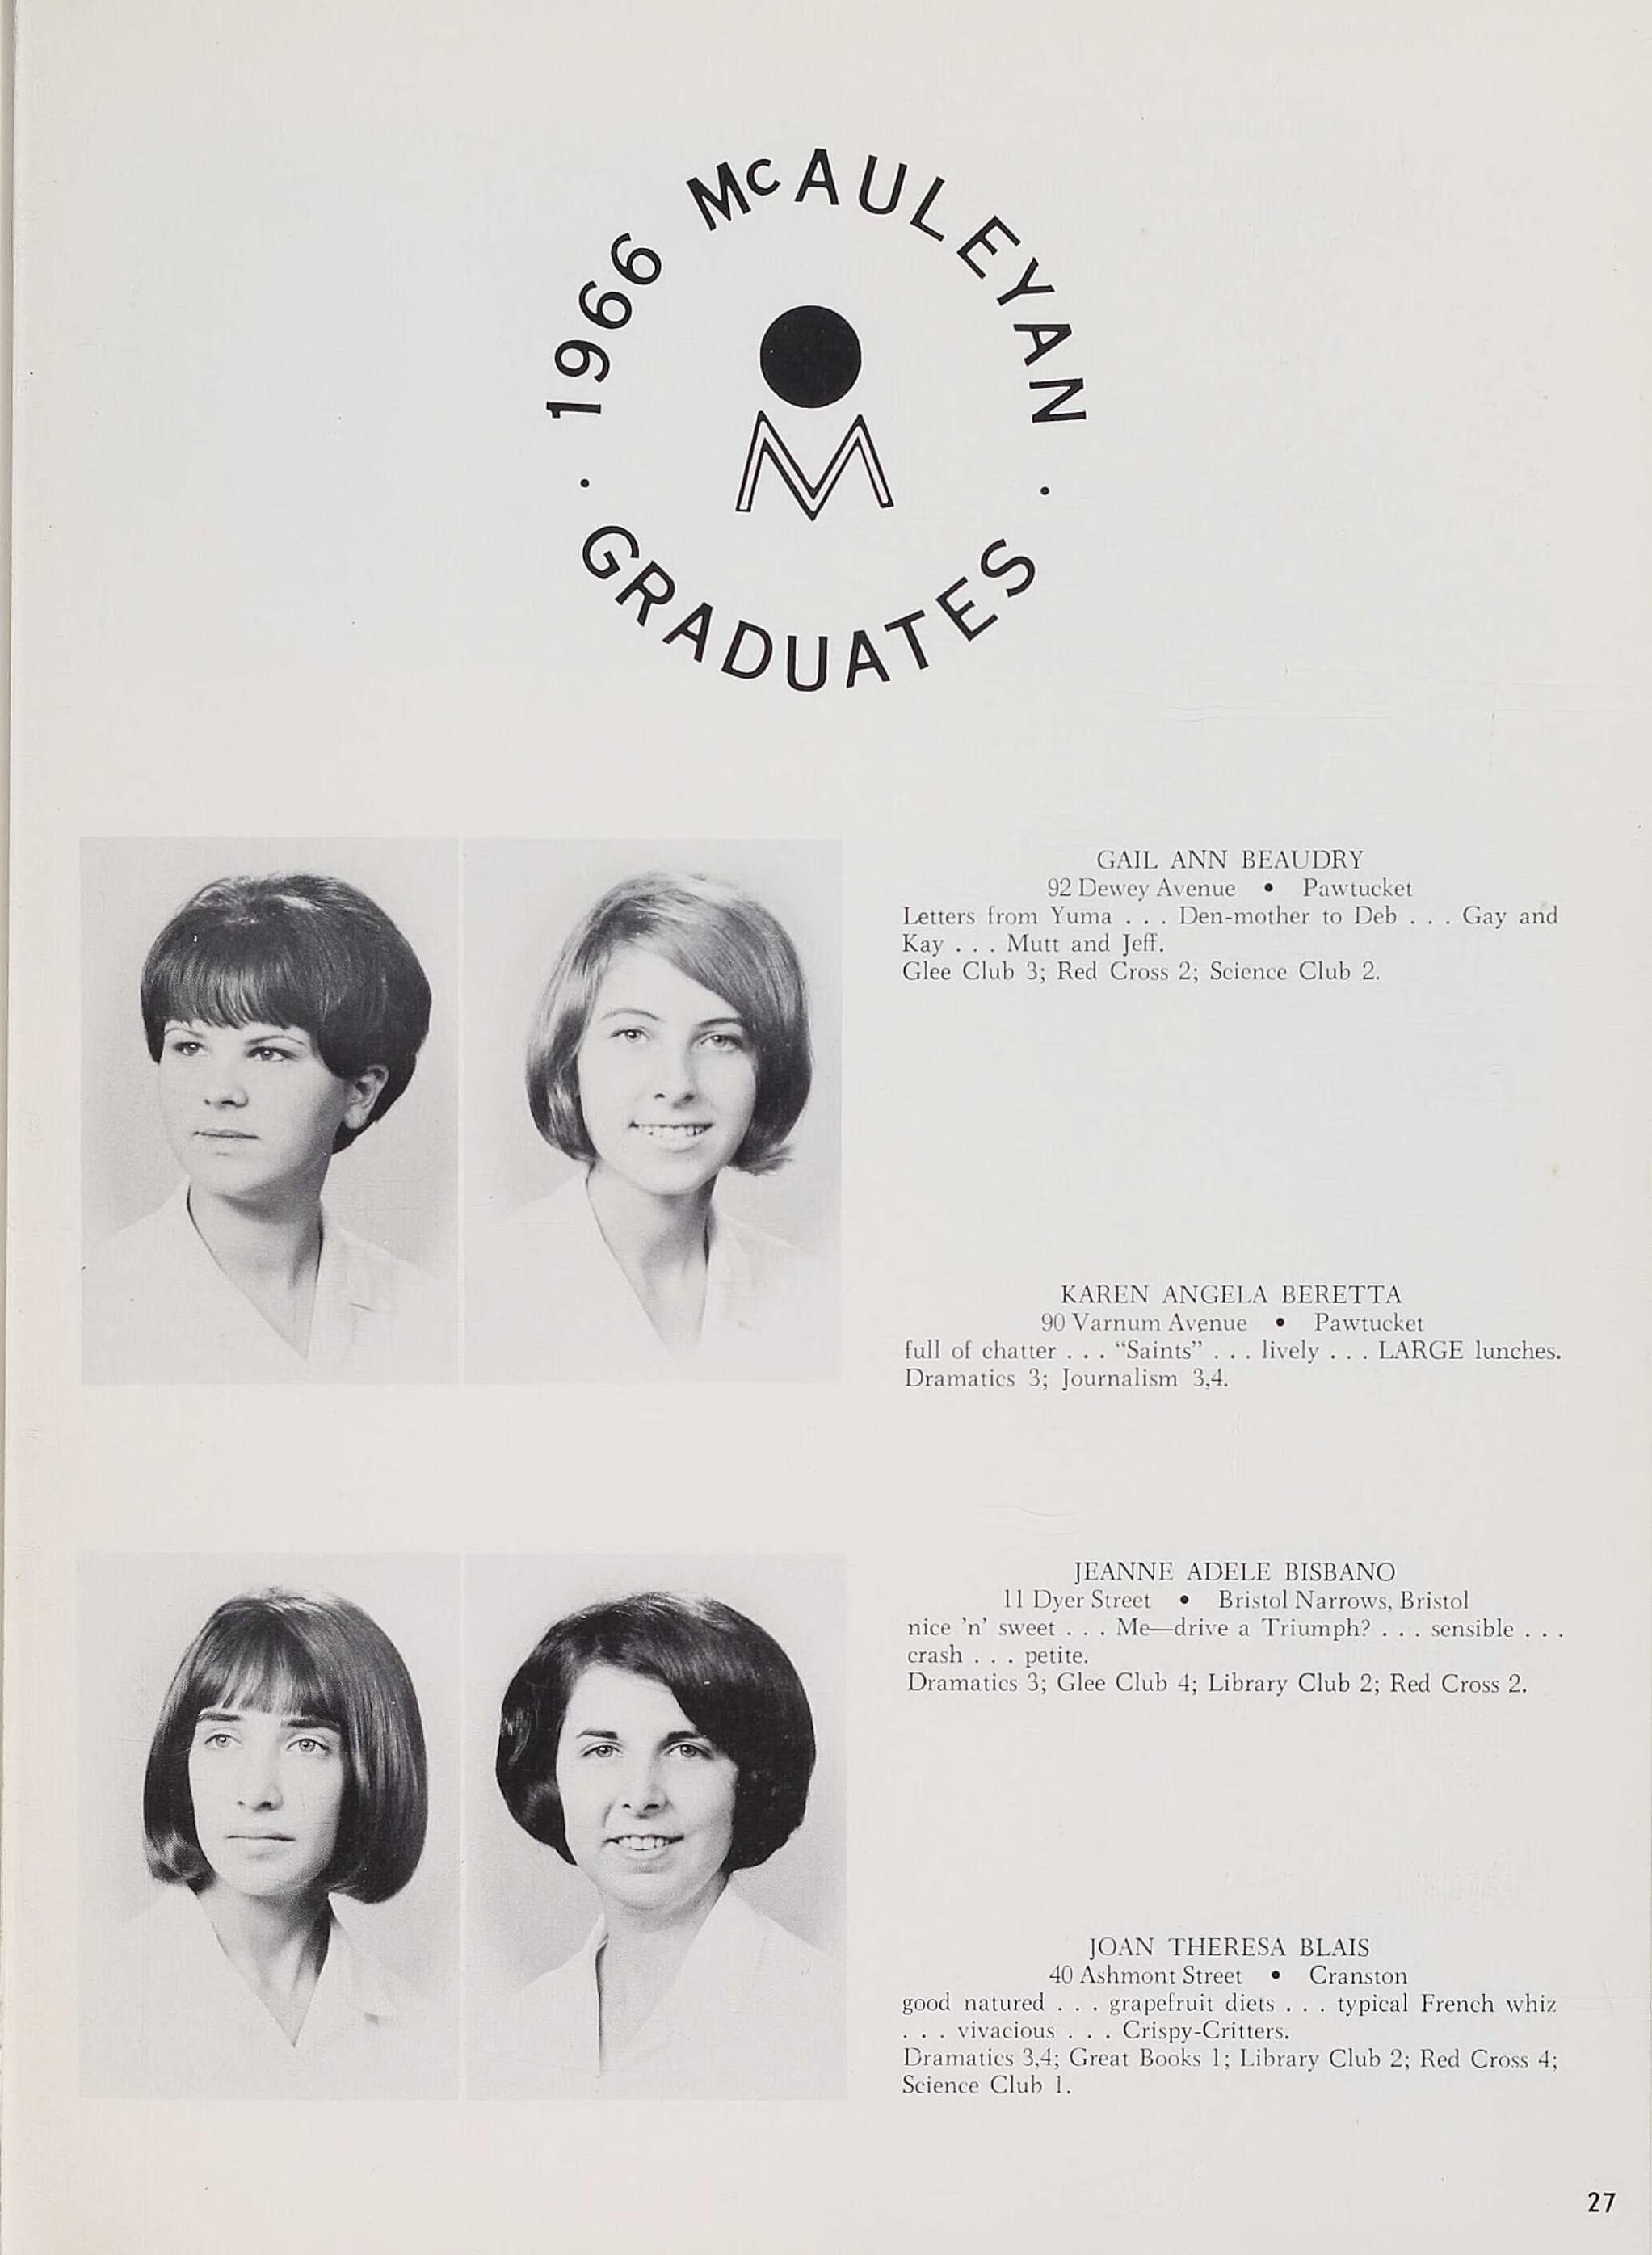 1966 McAULEYAN
M
· GRADUATES ·
GAIL ANN BEAUDRY
92 Dewey Avenue • Pawtucket
Letters from Yuma . . . Den-mother to Deb . . . Gay and
Kay . . . Mutt and Jeff.
Glee Club 3; Red Cross 2; Science Club 2.
KAREN ANGELA BERETTA
90 Varnum Avenue • Pawtucket
full of chatter . . . “Saints” . . . lively . . . LARGE lunches.
Dramatics 3; Journalism 3,4.
JEANNE ADELE BISBANO
11 Dyer Street • Bristol Narrows, Bristol
nice ’n’ sweet . . . Me—drive a Triumph? . . . sensible . . .
crash . . . petite.
Dramatics 3; Glee Club 4; Library Club 2; Red Cross 2.
JOAN THERESA BLAIS
40 Ashmont Street • Cranston
good natured . . . grapefruit diets . . . typical French whiz
. . . vivacious . . . Crispy-Critters.
Dramatics 3,4; Great Books 1; Library Club 2; Red Cross 4;
Science Club 1.
27